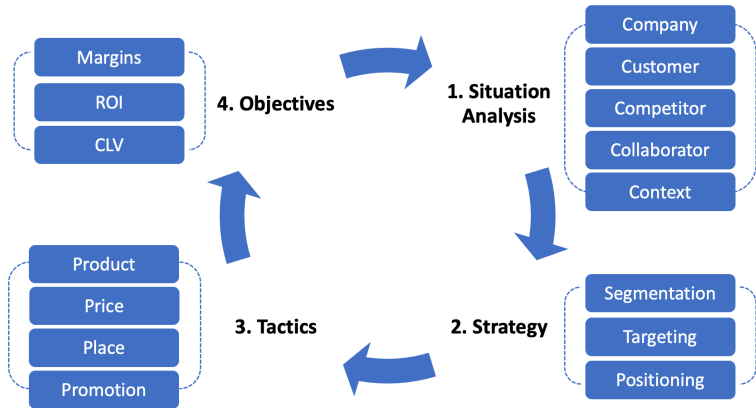 1. Situation
Analysis
Company
Customer
Competitor
Collaborator
Context
2. Strategy
Segmentation
Targeting
Positioning
3. Tactics
Product
Price
Place
Promotion
4. Objectives
Margins
ROI
CLV